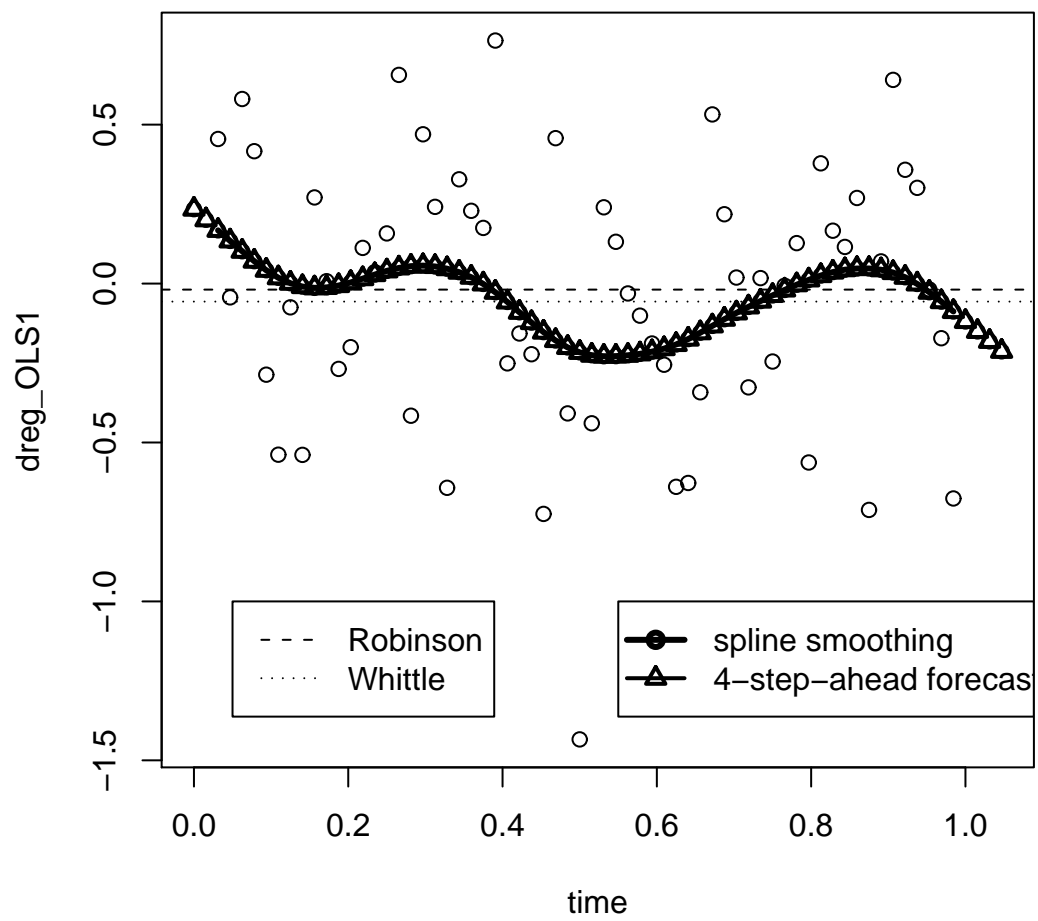 dreg_OLS1
0.5
0.0
−0.5
−1.0
−1.5
Robinson
Whittle
spline smoothing
4−step−ahead forecas
0.0 0.2 0.4 0.6 0.8 1.0
time